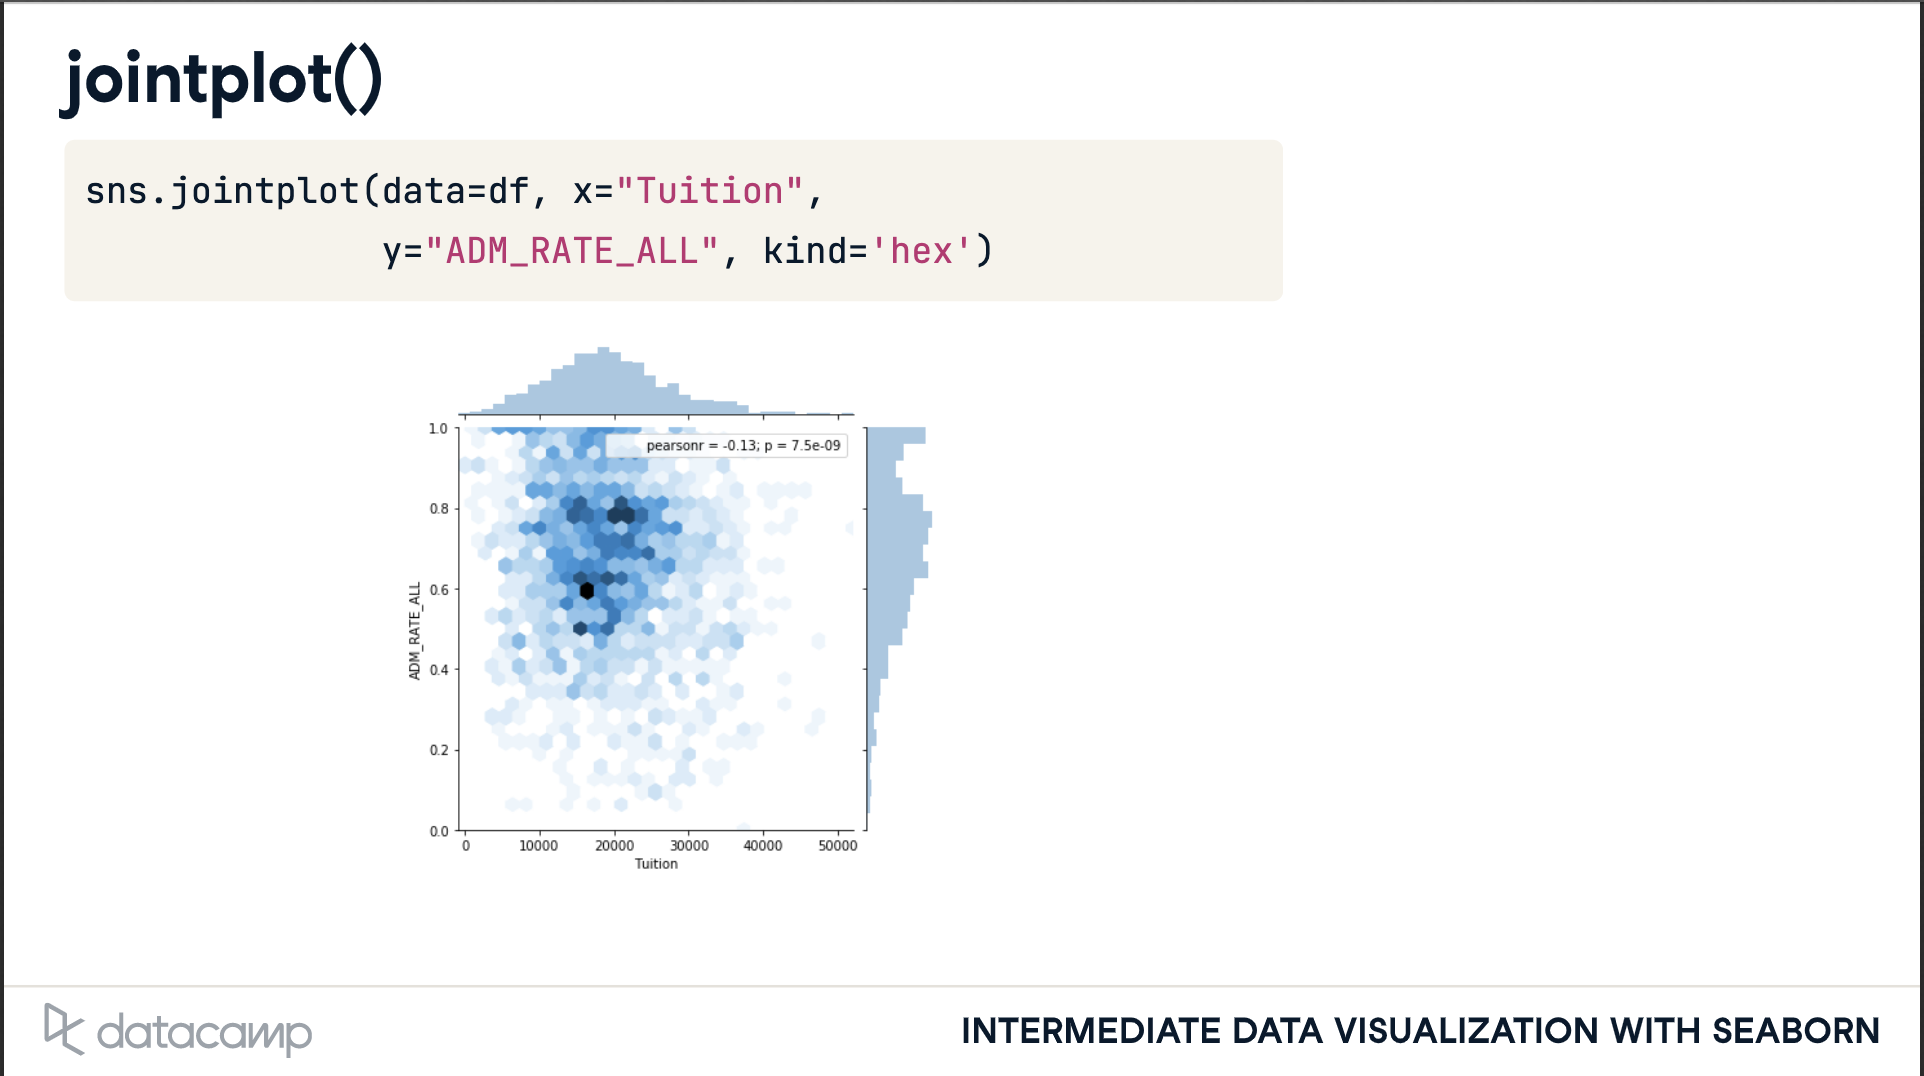 jointplot()
sns.jointplot(data=df, x="Tuition",
y="ADM_RATE_ALL", kind='hex')
pearsonr = -0.13; p = 7.5e-09
1.0
0.8
0.6
0.4
0.2
0.0
ADM_RATE_ALL
0 10000 20000 30000 40000 50000
Tuition
datacamp
INTERMEDIATE DATA VISUALIZATION WITH SEABORN